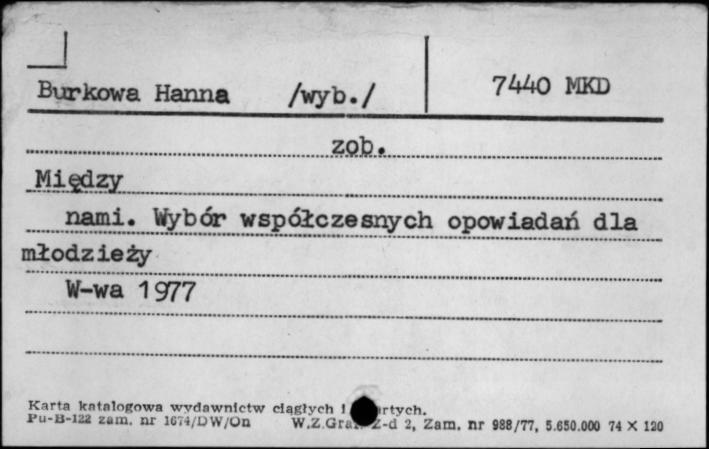 Burkowa Hanna /wyb./ 7440 MKD
zob.
Między
nami. Wybór współczesnych opowiadań dla
młodzieży
W-wa 1977
Karta katalogowa wydawnictw ciągłych i
Pu-B-122 zam. nr 1674/DW/On W.Z.Graf. Z-d 2, Zam. nr 988/77, 5.650.000 74 X 120